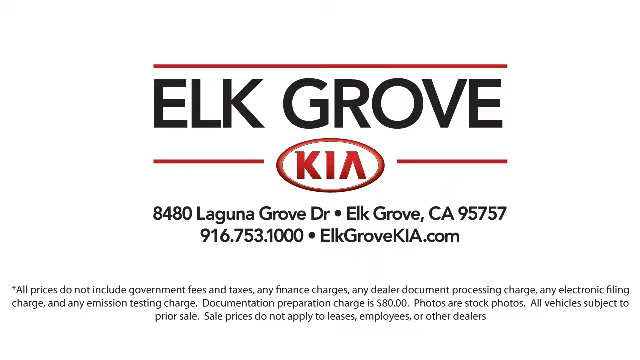 ELK GROVE
KIA
8480 Laguna Grove Dr • Elk Grove, CA 95757
916.753.1000 • ElkGroveKIA.com
*All prices do not include government fees and taxes, any finance charges, any dealer document processing charge, any electronic filing
charge, and any emission testing charge.  Documentation preparation charge is $80.00.  Photos are stock photos.  All vehicles subject to
prior sale.  Sale prices do not apply to leases, employees, or other dealers